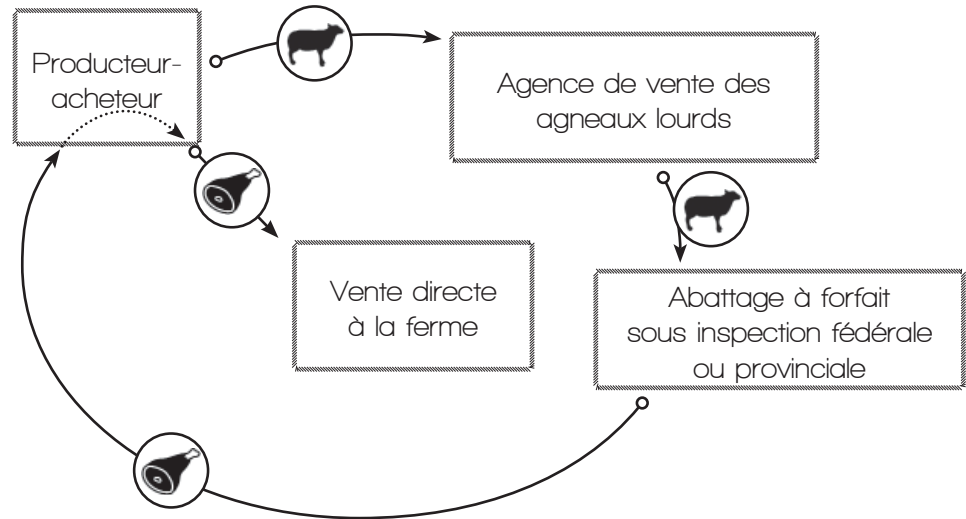 Producteur-
acheteur
Agence de vente des
agneaux lourds
Vente directe
à la ferme
Abattage à forfait
sous inspection fédérale
ou provinciale